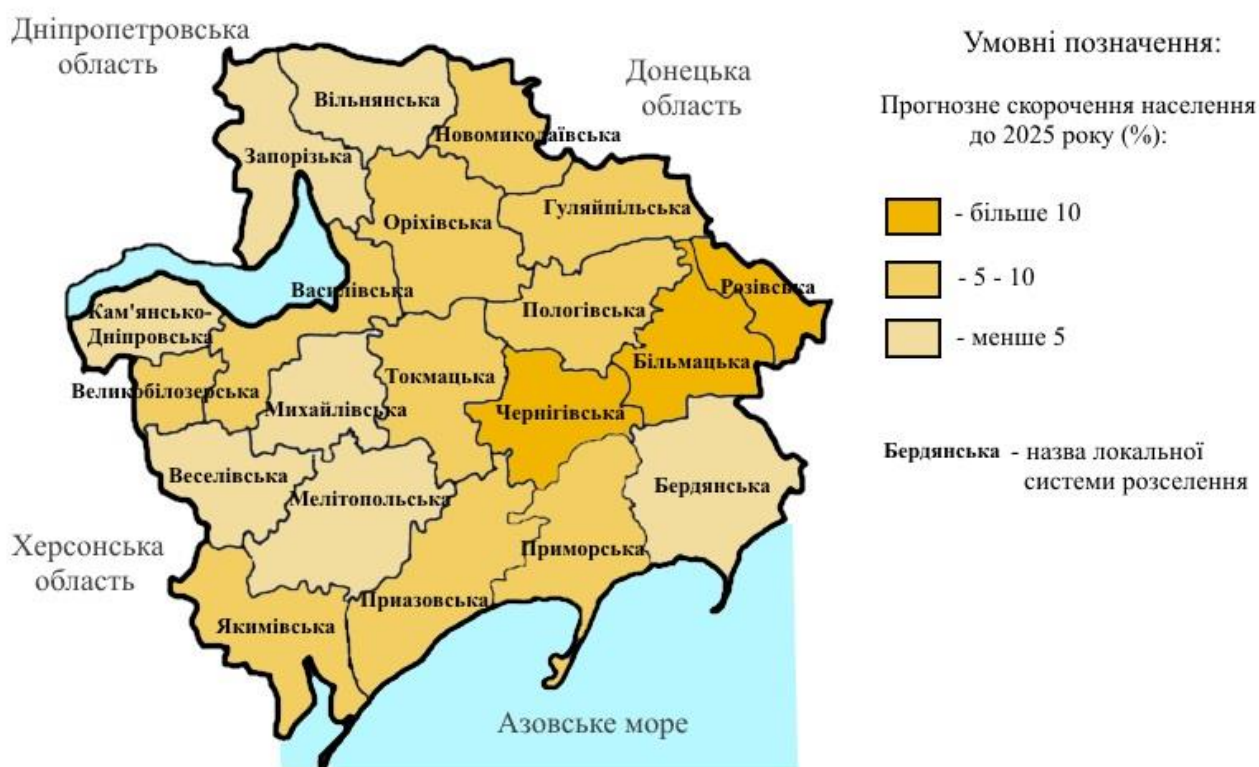 Дніпропетровська
область
Донецька
область
Вільнянська
Новомиколаївська
Запорізька
Гуляйпільська
Оріхівська
Василівська
Розівська
Кам'янсько-
Дніпровська
Пологівська
Більмацька
Великобілозерська
Токмацька
Михайлівська
Чернігівська
Веселівська
Мелітопольська
Бердянська
Херсонська
область
Приморська
Приазовська
Якимівська
Азовське море
Умовні позначення:
Прогнозне скорочення населення
до 2025 року (%):
- більше 10
- 5 - 10
- менше 5
Бердянська - назва локальної
системи розселення